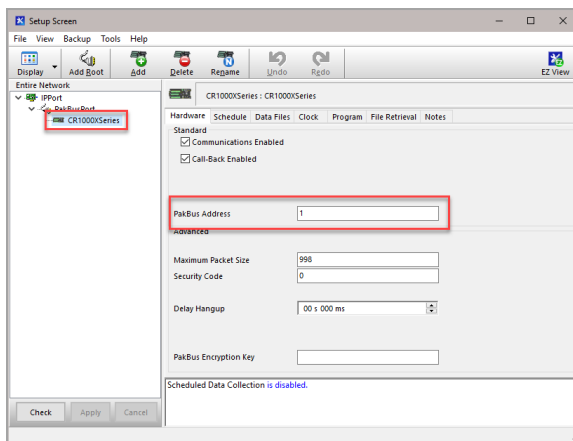 Setup Screen
File View Backup Tools Help
Display Add Root Add Delete Rename Undo Redo EZ View
Entire Network
IPPort
PakBusPort
CR1000XSeries
CR1000XSeries : CR1000XSeries
Hardware Schedule Data Files Clock Program File Retrieval Notes
Standard
Communications Enabled
Call-Back Enabled
PakBus Address 1
Advanced
Maximum Packet Size 998
Security Code 0
Delay Hangup 00 s 000 ms
PakBus Encryption Key
Scheduled Data Collection is disabled.
Check Apply Cancel